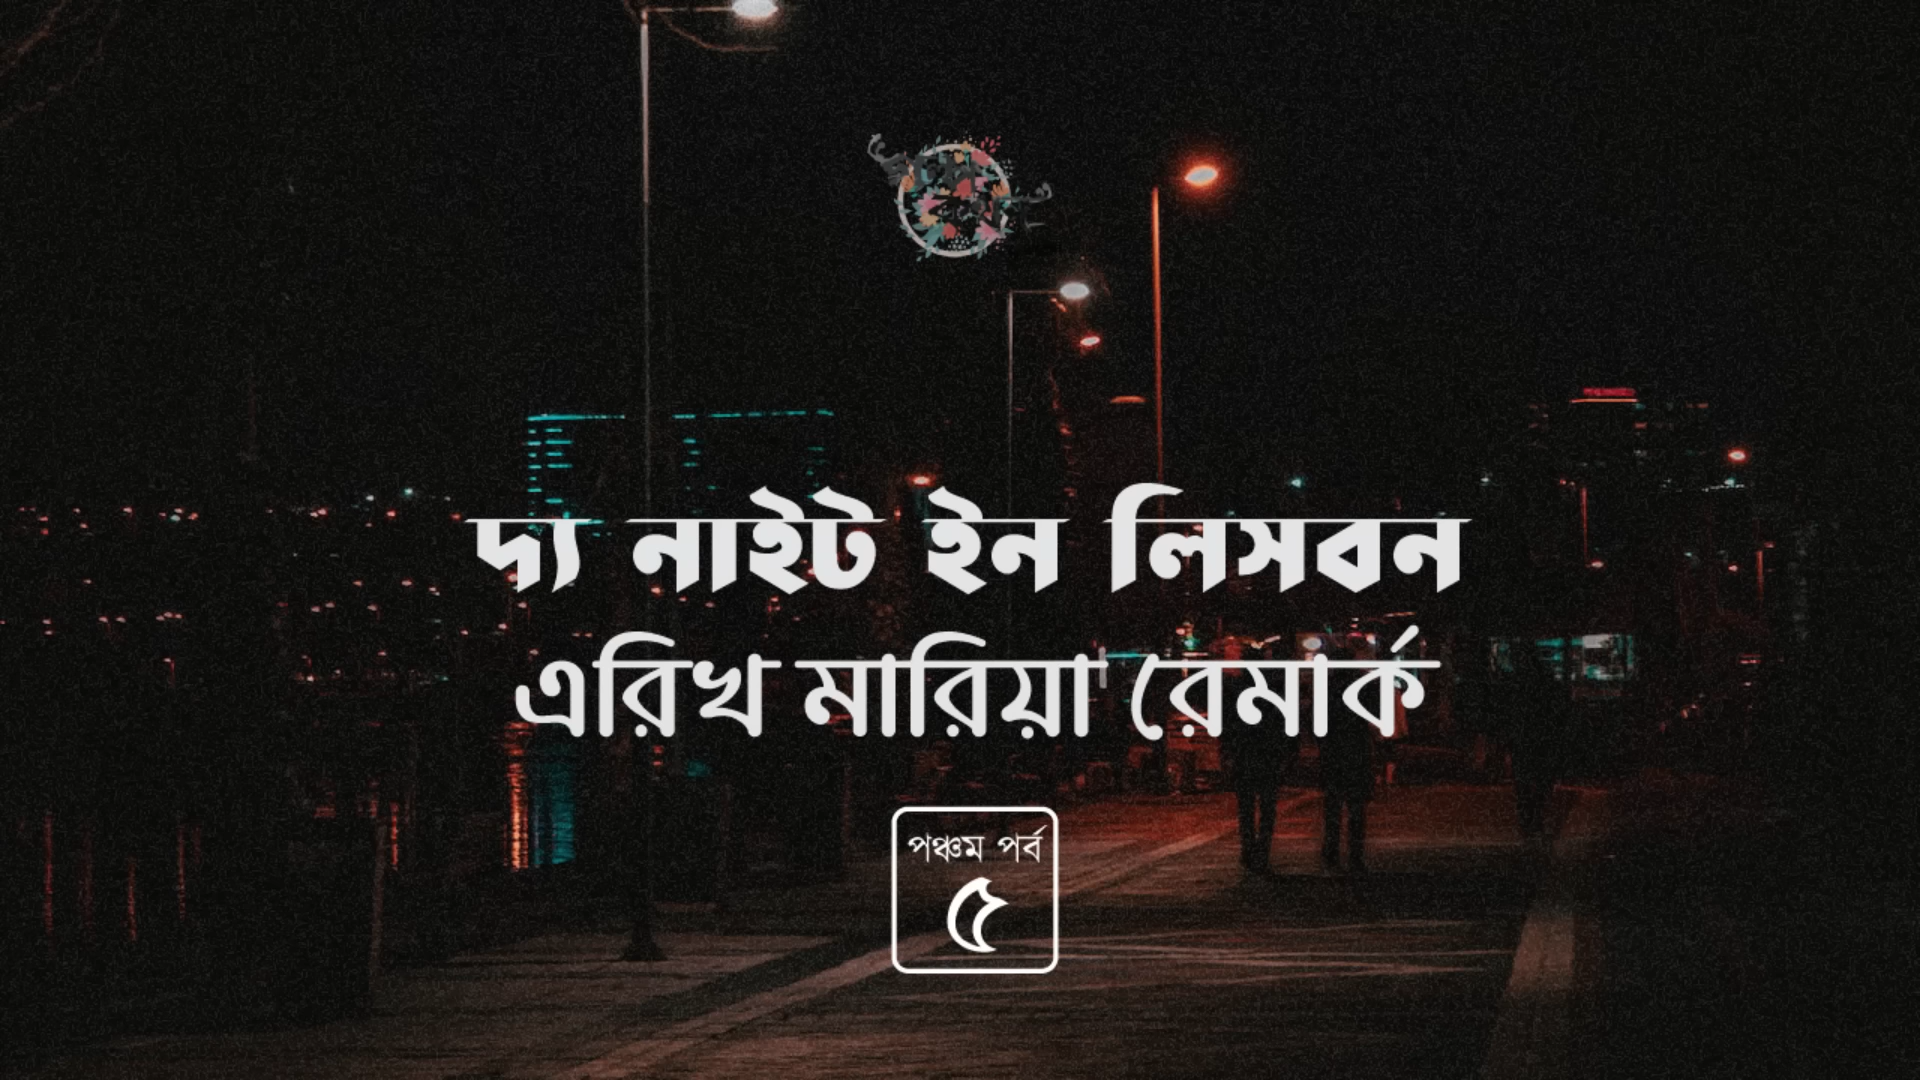 দ্য নাইট ইন লিসবন
এরিখ মারিয়া রেমার্ক
পঞ্চম পর্ব
৫